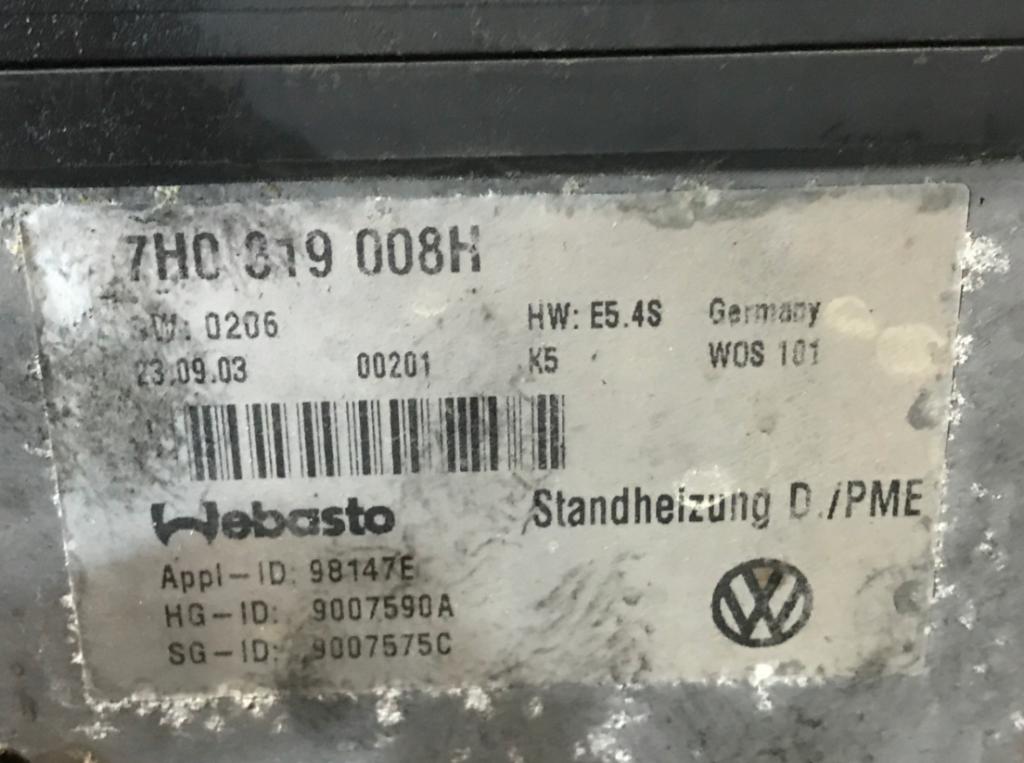 7H0 819 008H
SW: 0206 HW: E5.4S Germany
23.09.03 00201 K5 WOS 101
Webasto Standheizung D./PME
Appl-ID: 98147E
HG-ID: 9007590A
SG-ID: 9007575C